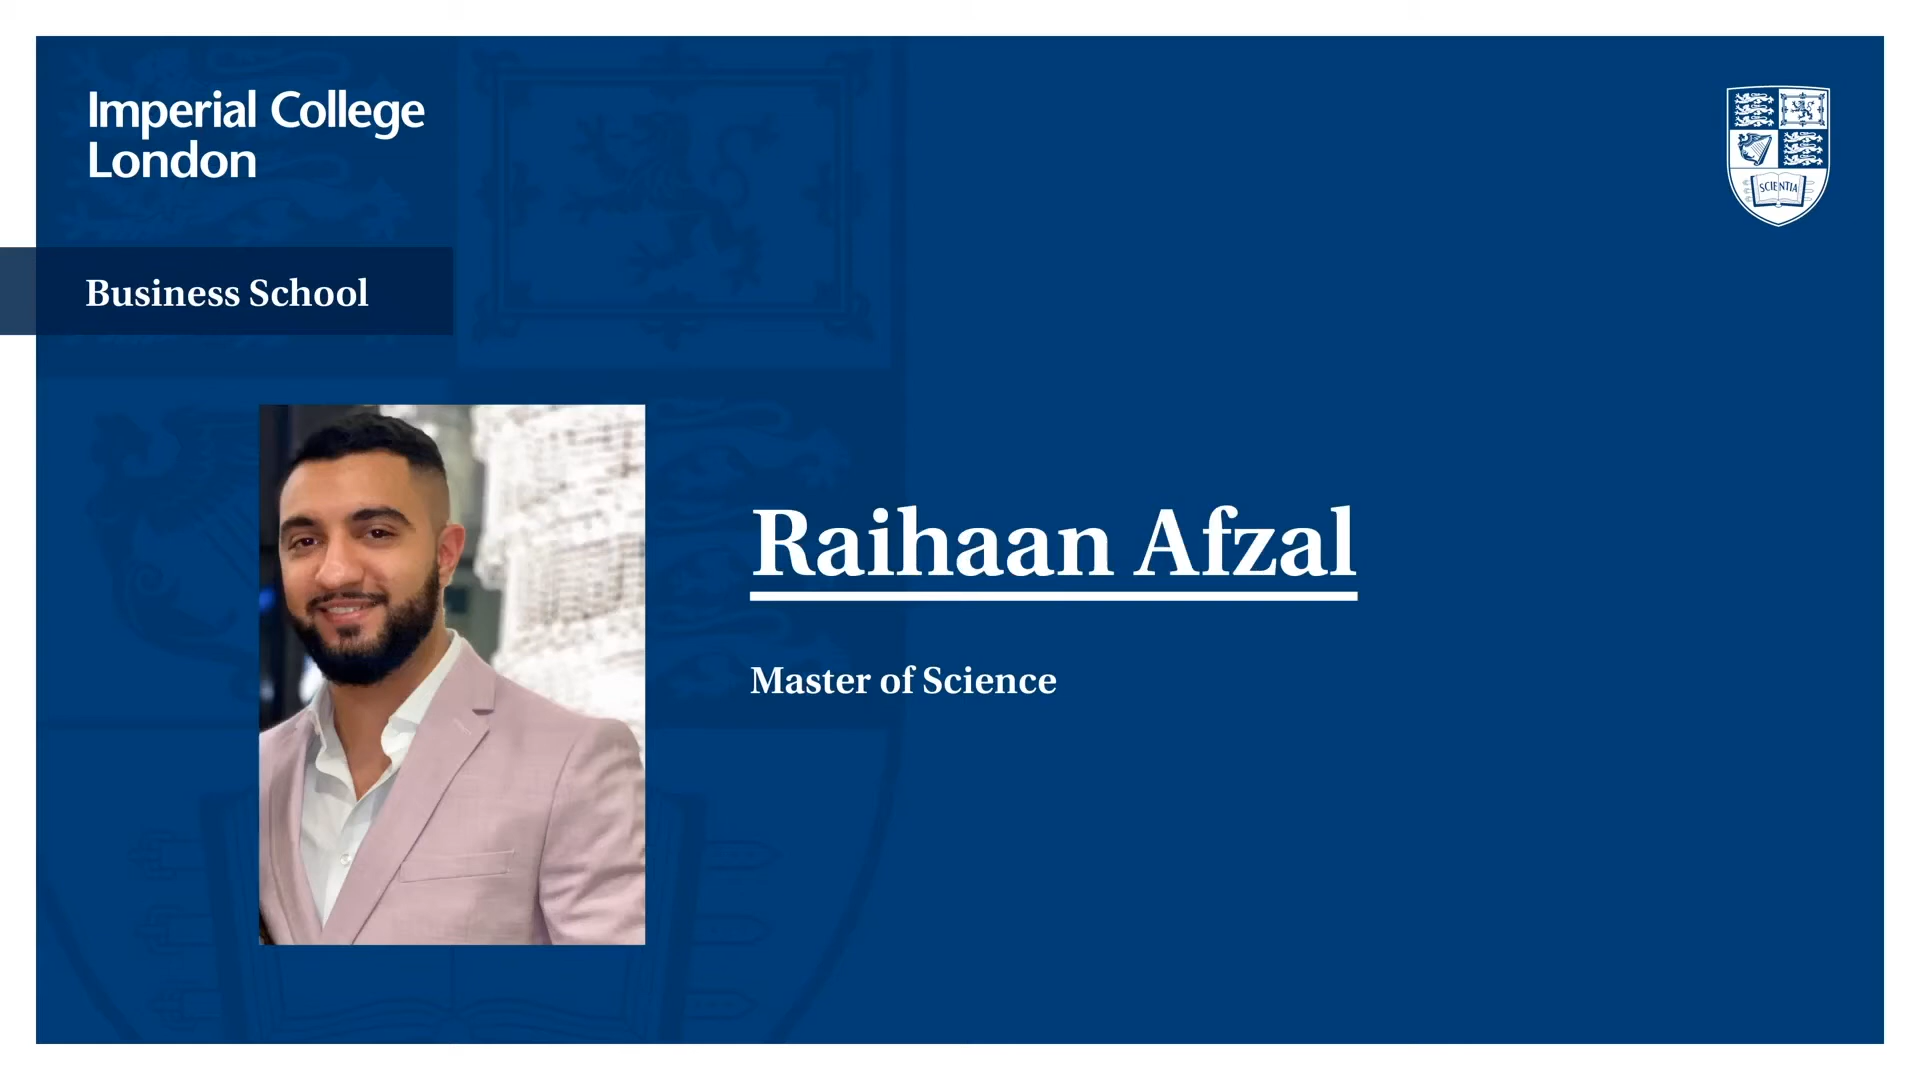 Imperial College
London
SCIENTIA
Business School
Raihaan Afzal
Master of Science